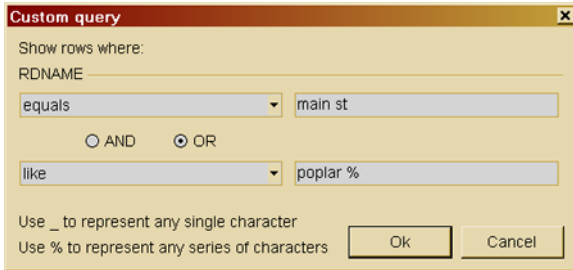 Custom query
Show rows where:
RDNAME
equals main st
AND OR
like poplar %
Use _ to represent any single character
Use % to represent any series of characters
Ok Cancel